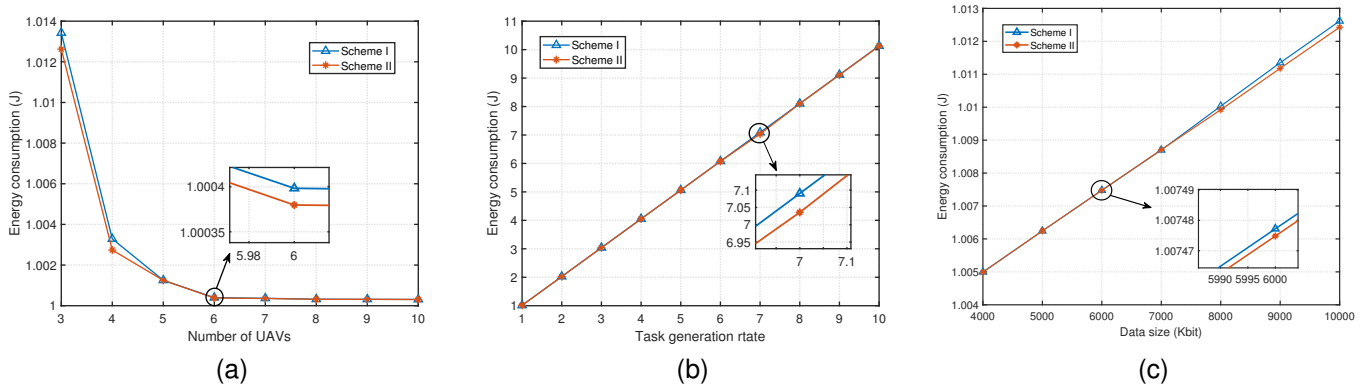 1.014
1.012
1.01
1.008
1.006
1.004
1.002
1
Energy consumption (J)
Scheme I
Scheme II
1.0004
1.00035
5.98 6
3 4 5 6 7 8 9 10
Number of UAVs
(a)
11
10
9
8
7
6
5
4
3
2
1
Energy consumption (J)
Scheme I
Scheme II
7.1
7.05
7
6.95
7 7.1
1 2 3 4 5 6 7 8 9 10
Task generation rtate
(b)
1.013
1.012
1.011
1.01
1.009
1.008
1.007
1.006
1.005
1.004
Energy consumption (J)
Scheme I
Scheme II
1.00749
1.00748
1.00747
5990 5995 6000
4000 5000 6000 7000 8000 9000 10000
Data size (Kbit)
(c)